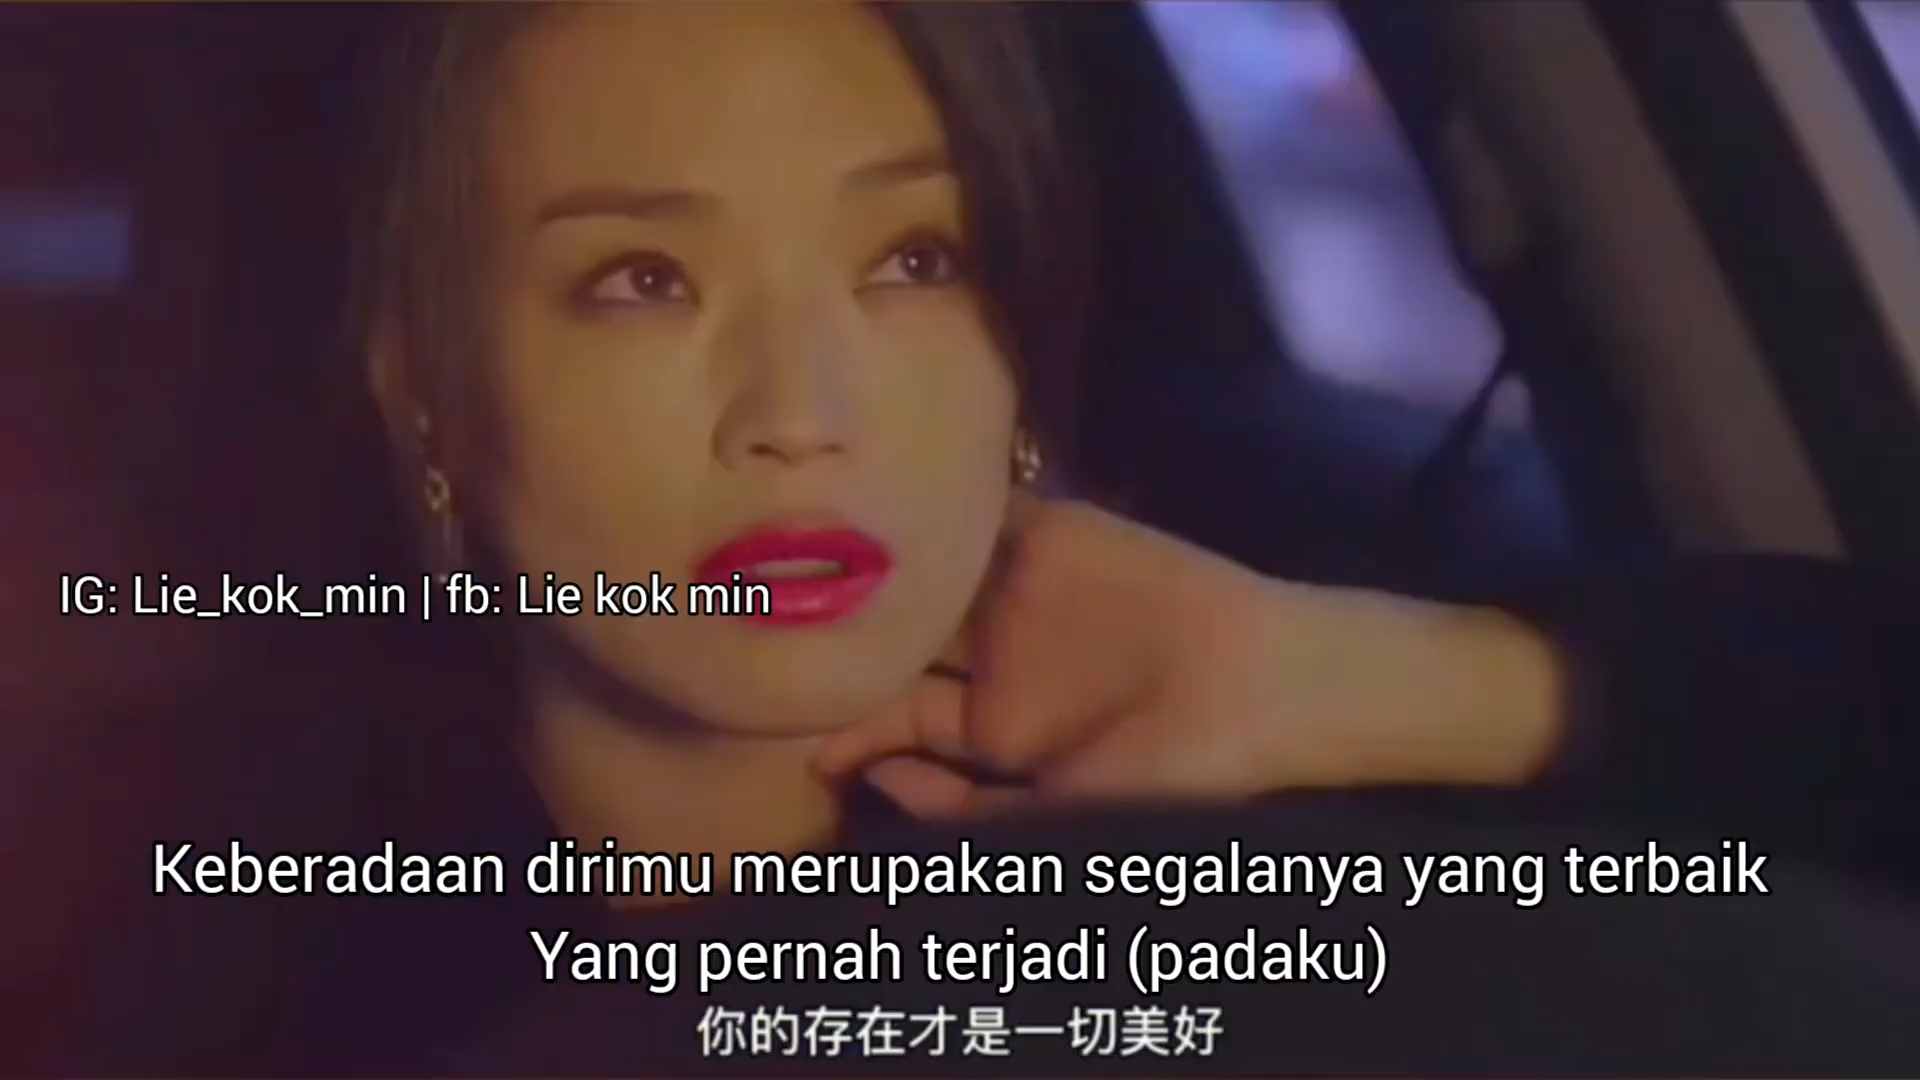 IG: Lie_kok_min | fb: Lie kok min
Keberadaan dirimu merupakan segalanya yang terbaik
Yang pernah terjadi (padaku)
你的存在才是一切美好